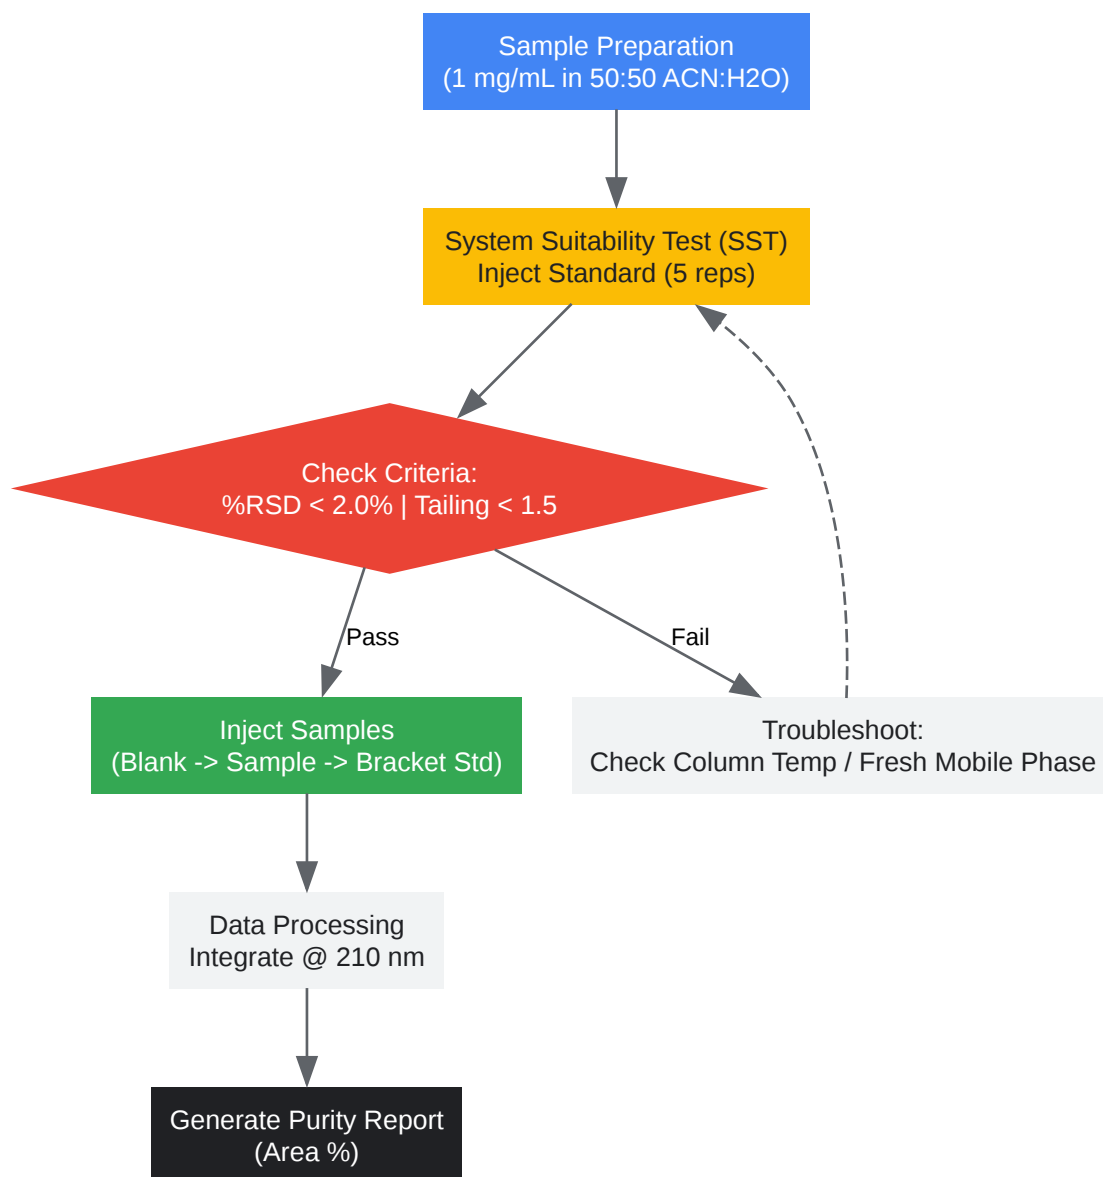 Sample Preparation
(1 mg/mL in 50:50 ACN:H2O)
System Suitability Test (SST)
Inject Standard (5 reps)
Check Criteria:
%RSD < 2.0% | Tailing < 1.5
Pass
Fail
Inject Samples
(Blank -> Sample -> Bracket Std)
Troubleshoot:
Check Column Temp / Fresh Mobile Phase
Data Processing
Integrate @ 210 nm
Generate Purity Report
(Area %)